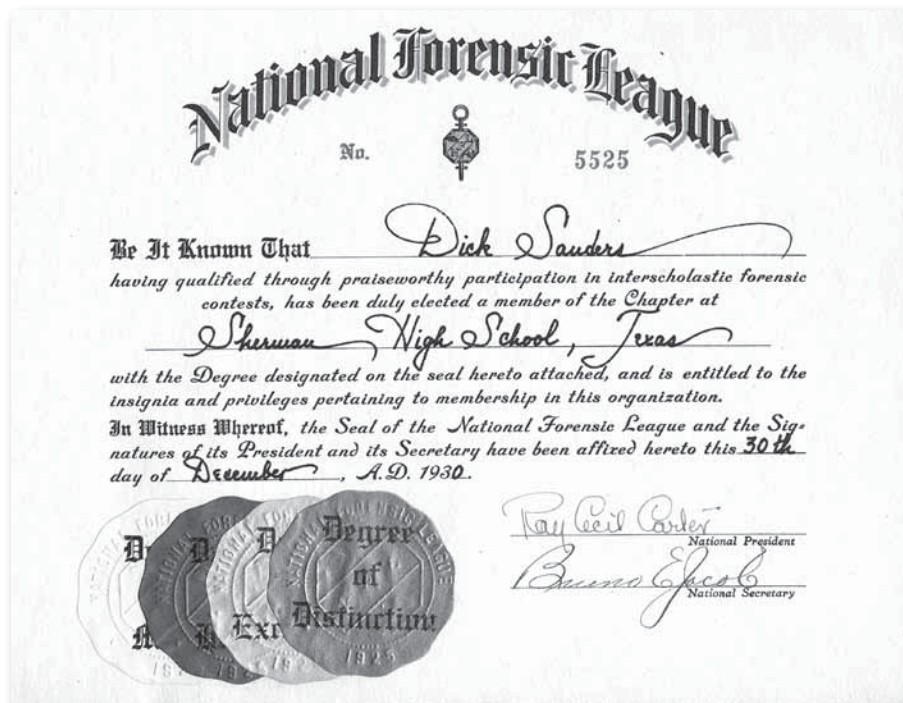 National Forensic League
No. 5525
Be It Known That Dick Sanders
having qualified through praiseworthy participation in interscholastic forensic
contests, has been duly elected a member of the Chapter at
Sherman High School, Texas
with the Degree designated on the seal hereto attached, and is entitled to the
insignia and privileges pertaining to membership in this organization.
In Witness Whereof, the Seal of the National Forensic League and the Sig-
natures of its President and its Secretary have been affixed hereto this 30th
day of December, A.D. 1930.
Ray Cecil Carter
National President
Bruno E Jacob
National Secretary
NATIONAL FORENSIC LEAGUE
Degree
of
Distinction
1925